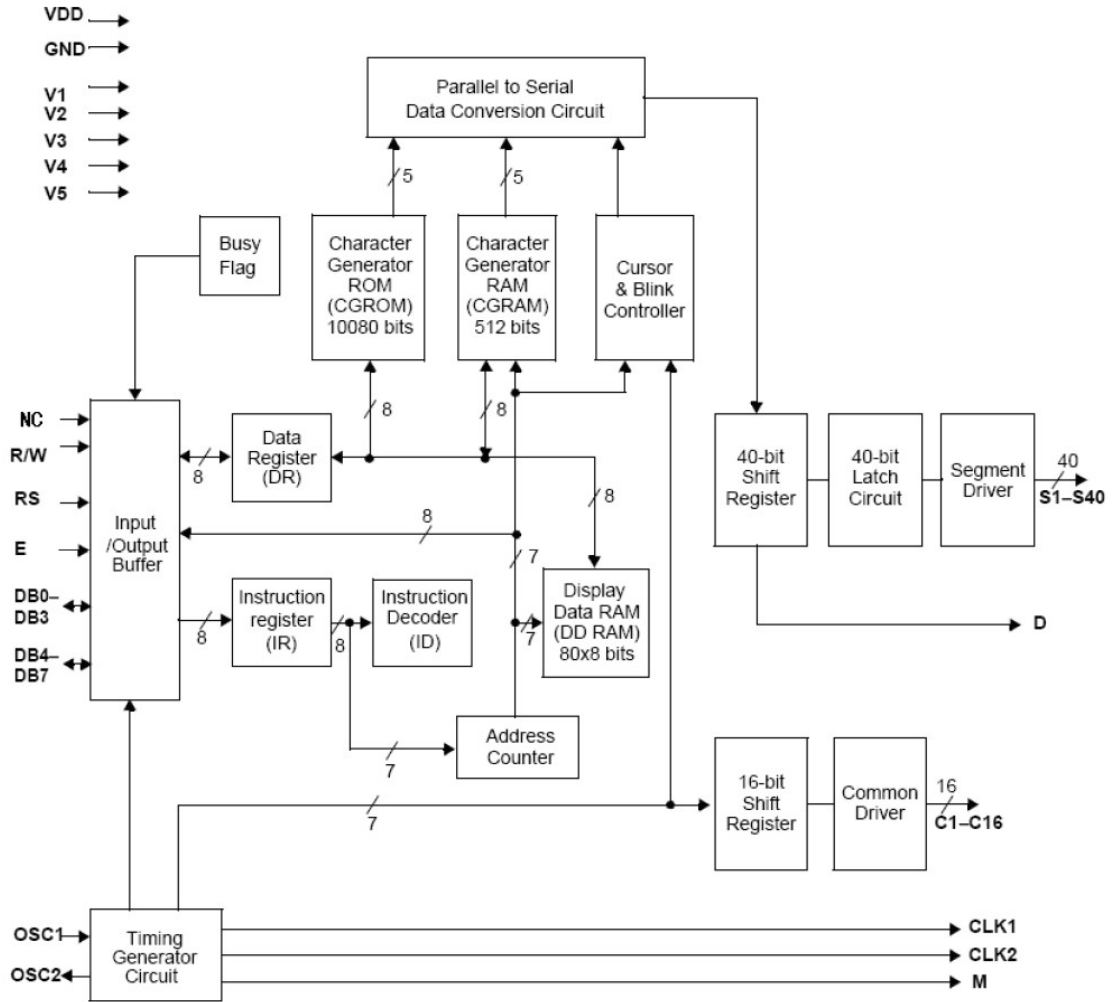 VDD
GND
V1
V2
V3
V4
V5
Parallel to Serial
Data Conversion Circuit
5
5
Busy
Flag
Character
Generator
ROM
(CGROM)
10080 bits
Character
Generator
RAM
(CGRAM)
512 bits
Cursor
& Blink
Controller
8
8
NC
R/W
RS
E
DB0–
DB3
DB4–
DB7
Input
/Output
Buffer
8
Data
Register
(DR)
8
8
7
40-bit
Shift
Register
40-bit
Latch
Circuit
Segment
Driver
40
S1–S40
D
8
Instruction
register
(IR)
8
Instruction
Decoder
(ID)
7
Display
Data RAM
(DD RAM)
80x8 bits
7
Address
Counter
7
16-bit
Shift
Register
Common
Driver
16
C1–C16
OSC1
OSC2
Timing
Generator
Circuit
CLK1
CLK2
M